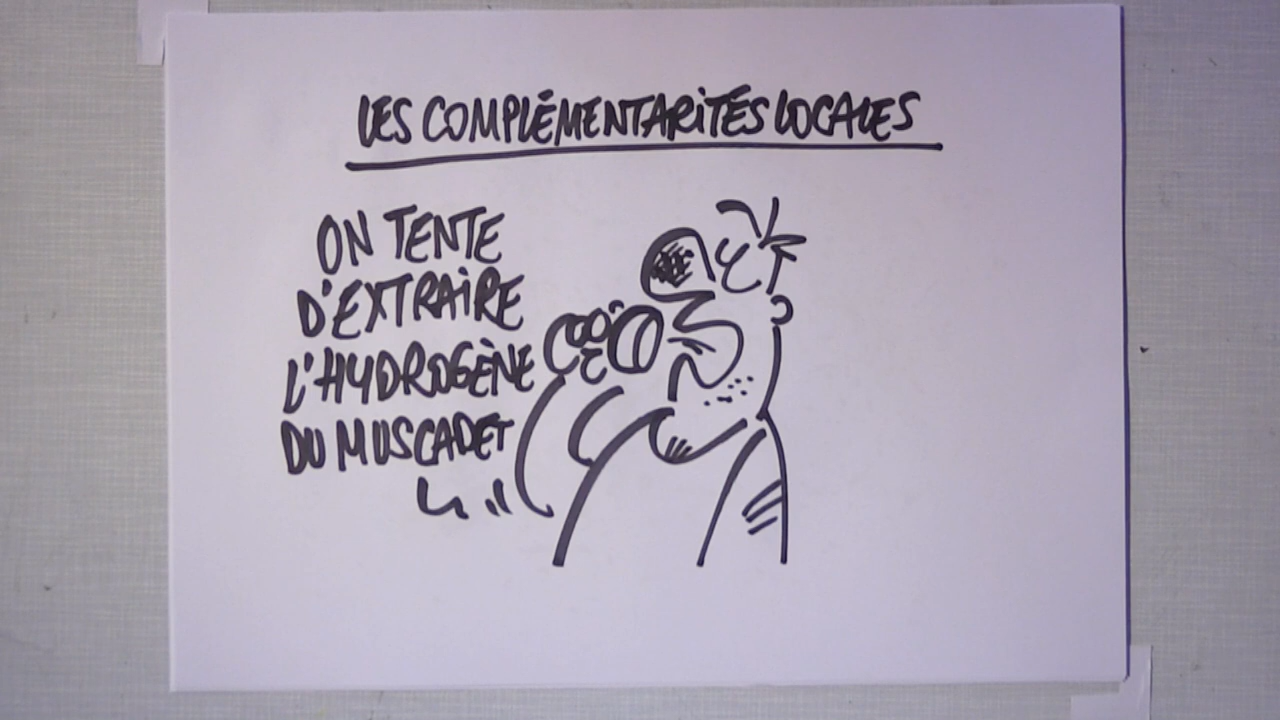 LES COMPLÉMENTARITÉS LOCALES
ON TENTE
D'EXTRAIRE
L'HYDROGÈNE
DU MUSCADET